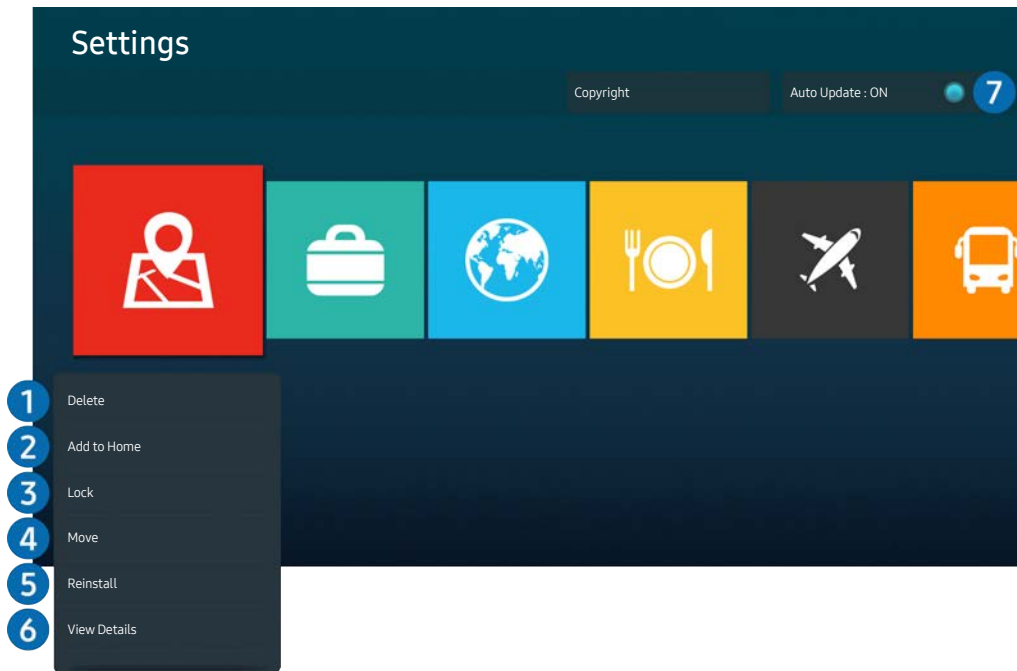 Settings
Copyright
Auto Update : ON
7
1
Delete
2
Add to Home
3
Lock
4
Move
5
Reinstall
6
View Details